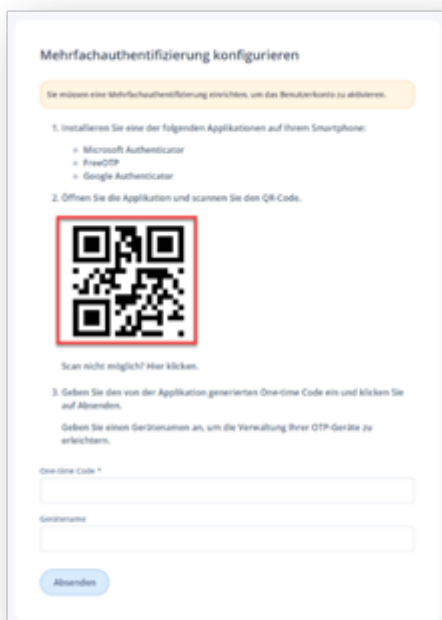 Mehrfachauthentifizierung konfigurieren
Sie müssen eine Mehrfachauthentifizierung einrichten, um das Benutzerkonto zu aktivieren.
1. Installieren Sie eine der folgenden Applikationen auf Ihrem Smartphone:
Microsoft Authenticator
FreeOTP
Google Authenticator
2. Öffnen Sie die Applikation und scannen Sie den QR-Code.
Scan nicht möglich? Hier klicken.
3. Geben Sie den von der Applikation generierten One-time Code ein und klicken Sie
auf Absenden.
Geben Sie einen Gerätenamen an, um die Verwaltung Ihrer OTP-Geräte zu
erleichtern.
One-time Code *
Gerätename
Absenden